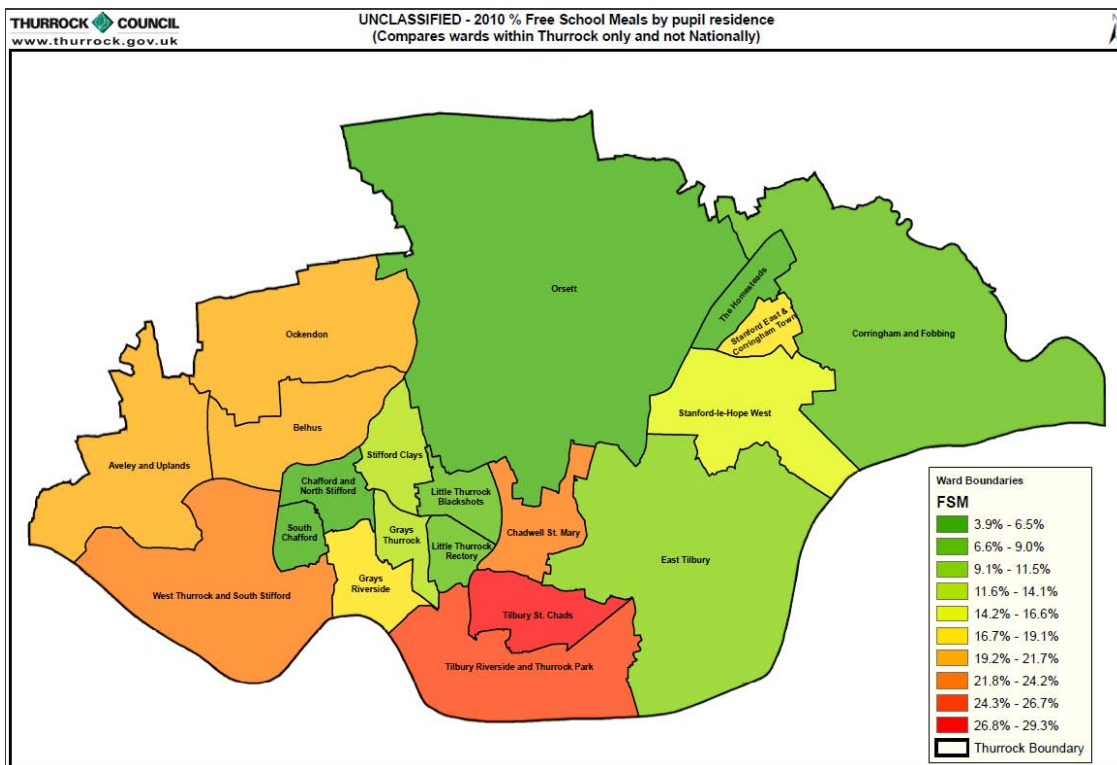 THURROCK COUNCIL
www.thurrock.gov.uk
UNCLASSIFIED - 2010 % Free School Meals by pupil residence
(Compares wards within Thurrock only and not Nationally)
N
Orsett
The Homesteads
Stanford East &
Corringham Town
Corringham and Fobbing
Ockendon
Stanford-le-Hope West
Belhus
Stifford Clays
Aveley and Uplands
Chafford and
North Stifford
Little Thurrock
Blackshots
South
Chafford
Grays
Thurrock
Chadwell St. Mary
Little Thurrock
Rectory
East Tilbury
Grays
Riverside
West Thurrock and South Stifford
Tilbury St. Chads
Tilbury Riverside and Thurrock Park
Ward Boundaries
FSM
3.9% - 6.5%
6.6% - 9.0%
9.1% - 11.5%
11.6% - 14.1%
14.2% - 16.6%
16.7% - 19.1%
19.2% - 21.7%
21.8% - 24.2%
24.3% - 26.7%
26.8% - 29.3%
Thurrock Boundary